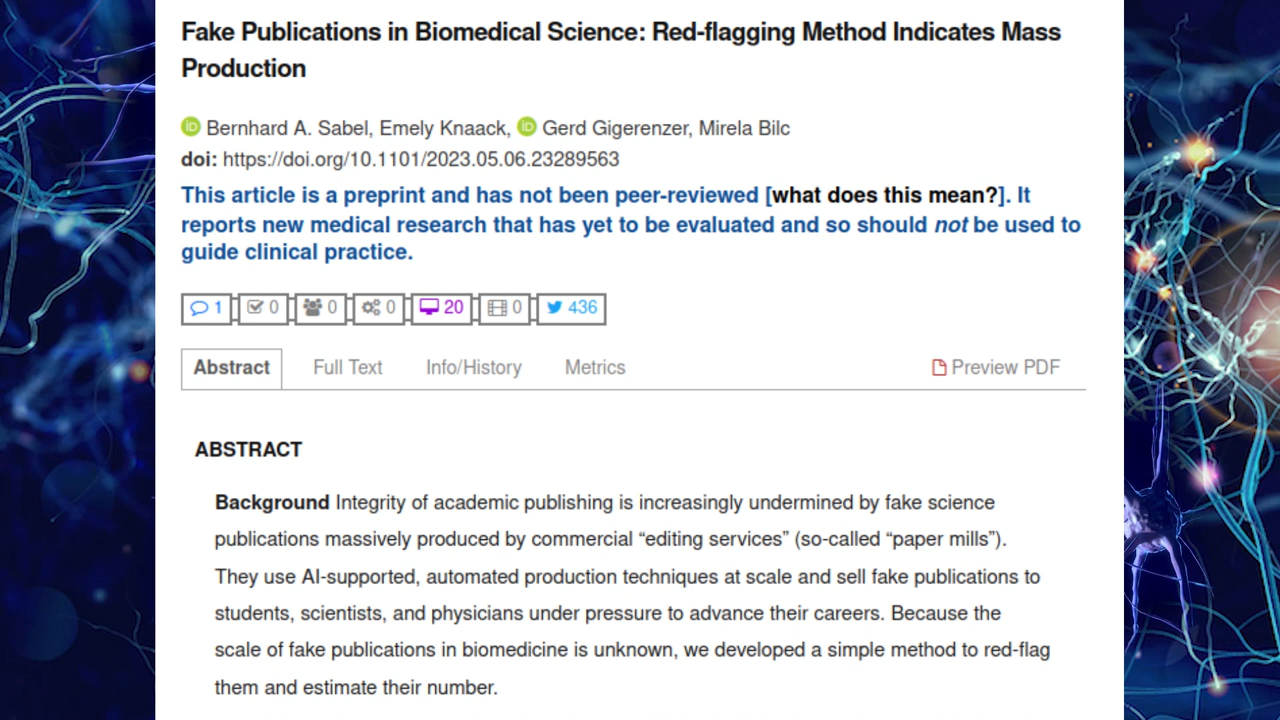 Fake Publications in Biomedical Science: Red-flagging Method Indicates Mass
Production
iD Bernhard A. Sabel, Emely Knaack, iD Gerd Gigerenzer, Mirela Bilc
doi: https://doi.org/10.1101/2023.05.06.23289563
This article is a preprint and has not been peer-reviewed [what does this mean?]. It
reports new medical research that has yet to be evaluated and so should not be used to
guide clinical practice.
1 0 0 0 20 0 436
Abstract Full Text Info/History Metrics Preview PDF
ABSTRACT
Background Integrity of academic publishing is increasingly undermined by fake science
publications massively produced by commercial “editing services” (so-called “paper mills”).
They use AI-supported, automated production techniques at scale and sell fake publications to
students, scientists, and physicians under pressure to advance their careers. Because the
scale of fake publications in biomedicine is unknown, we developed a simple method to red-flag
them and estimate their number.